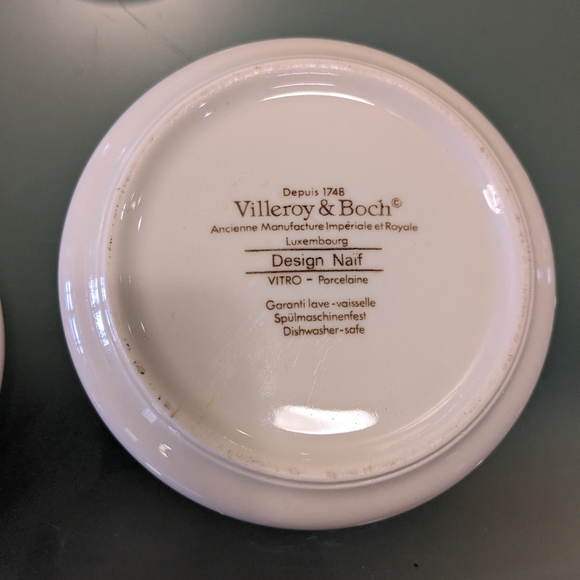 Depuis 1748
Villeroy & Boch©
Ancienne Manufacture Impériale et Royale
Luxembourg
Design Naïf
VITRO - Porcelaine
Garanti lave-vaisselle
Spülmaschinenfest
Dishwasher-safe